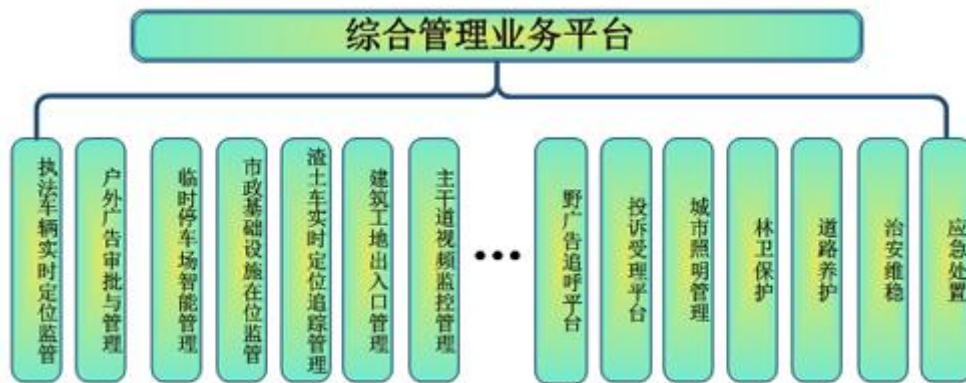 综合管理业务平台
执法车辆实时定位监管
户外广告审批与管理
临时停车场智能管理
市政基础设施在位监管
渣土车实时定位追踪管理
建筑工地出入口管理
主干道视频监控管理
•••
野广告追呼平台
投诉受理平台
城市照明管理
林卫保护
道路养护
治安维稳
应急处置